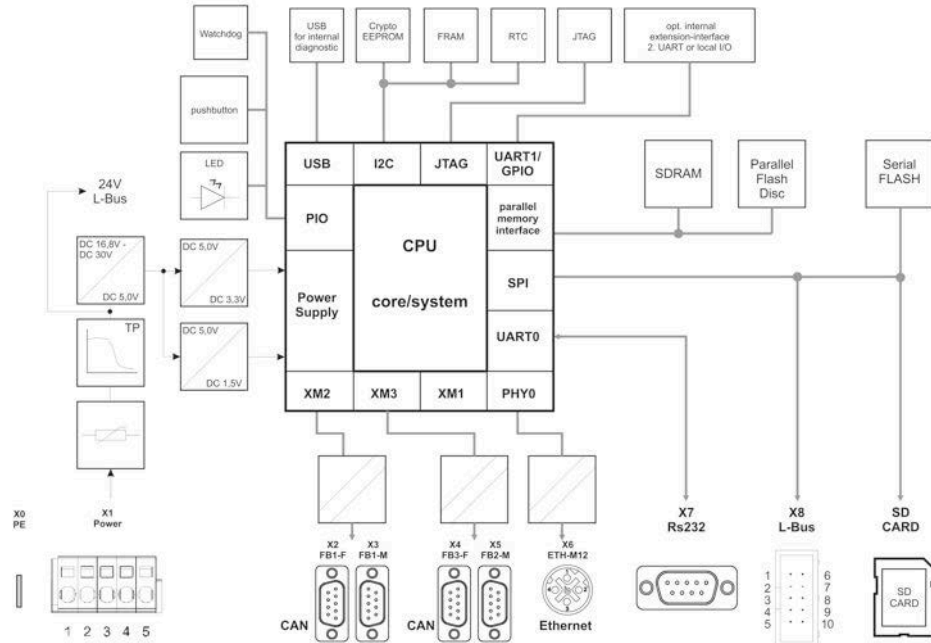 Watchdog
USB
for internal
diagnostic
Crypto
EEPROM
FRAM
RTC
JTAG
opt. internal
extension-interface
2. UART or local I/O
pushbutton
LED
24V
L-Bus
USB
I2C
JTAG
UART1/
GPIO
SDRAM
Parallel
Flash
Disc
Serial
FLASH
PIO
CPU
core/system
parallel
memory
interface
DC 16,8V -
DC 30V
DC 5,0V
DC 5,0V
DC 3,3V
Power
Supply
SPI
TP
DC 5,0V
DC 1,5V
UART0
XM2
XM3
XM1
PHY0
X0
PE
X1
Power
X2
FB1-F
X3
FB1-M
X4
FB3-F
X5
FB2-M
X6
ETH-M12
X7
Rs232
X8
L-Bus
SD
CARD
1 2 3 4 5
CAN
CAN
Ethernet
1
2
3
4
1 6
2 7
3 8
4 9
5 10
SD
CARD